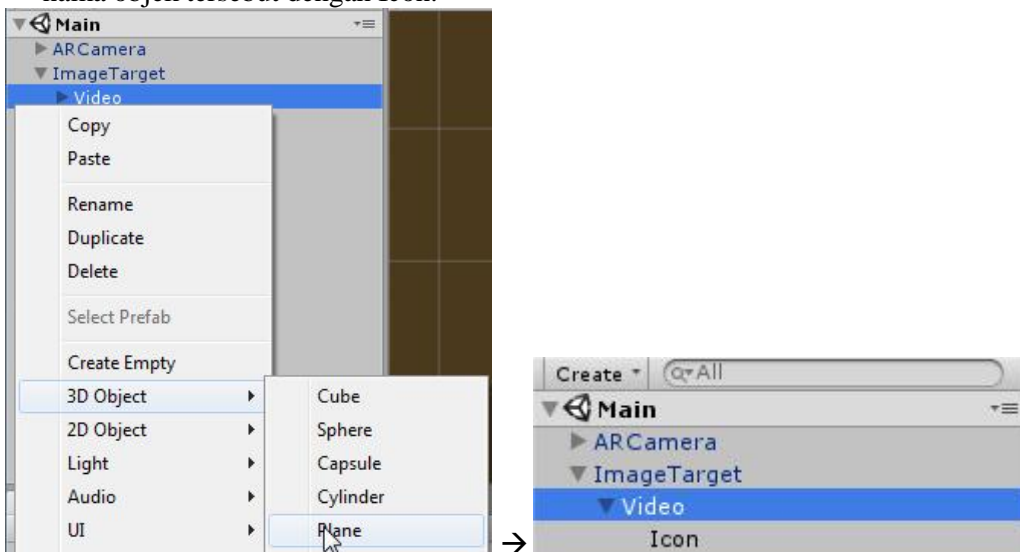 nama objek tersebut dengan Icon.
Main
ARCamera
ImageTarget
Video
Copy
Paste
Rename
Duplicate
Delete
Select Prefab
Create Empty
3D Object
2D Object
Light
Audio
UI
Cube
Sphere
Capsule
Cylinder
Plane
→
Create
All
Main
ARCamera
ImageTarget
Video
Icon